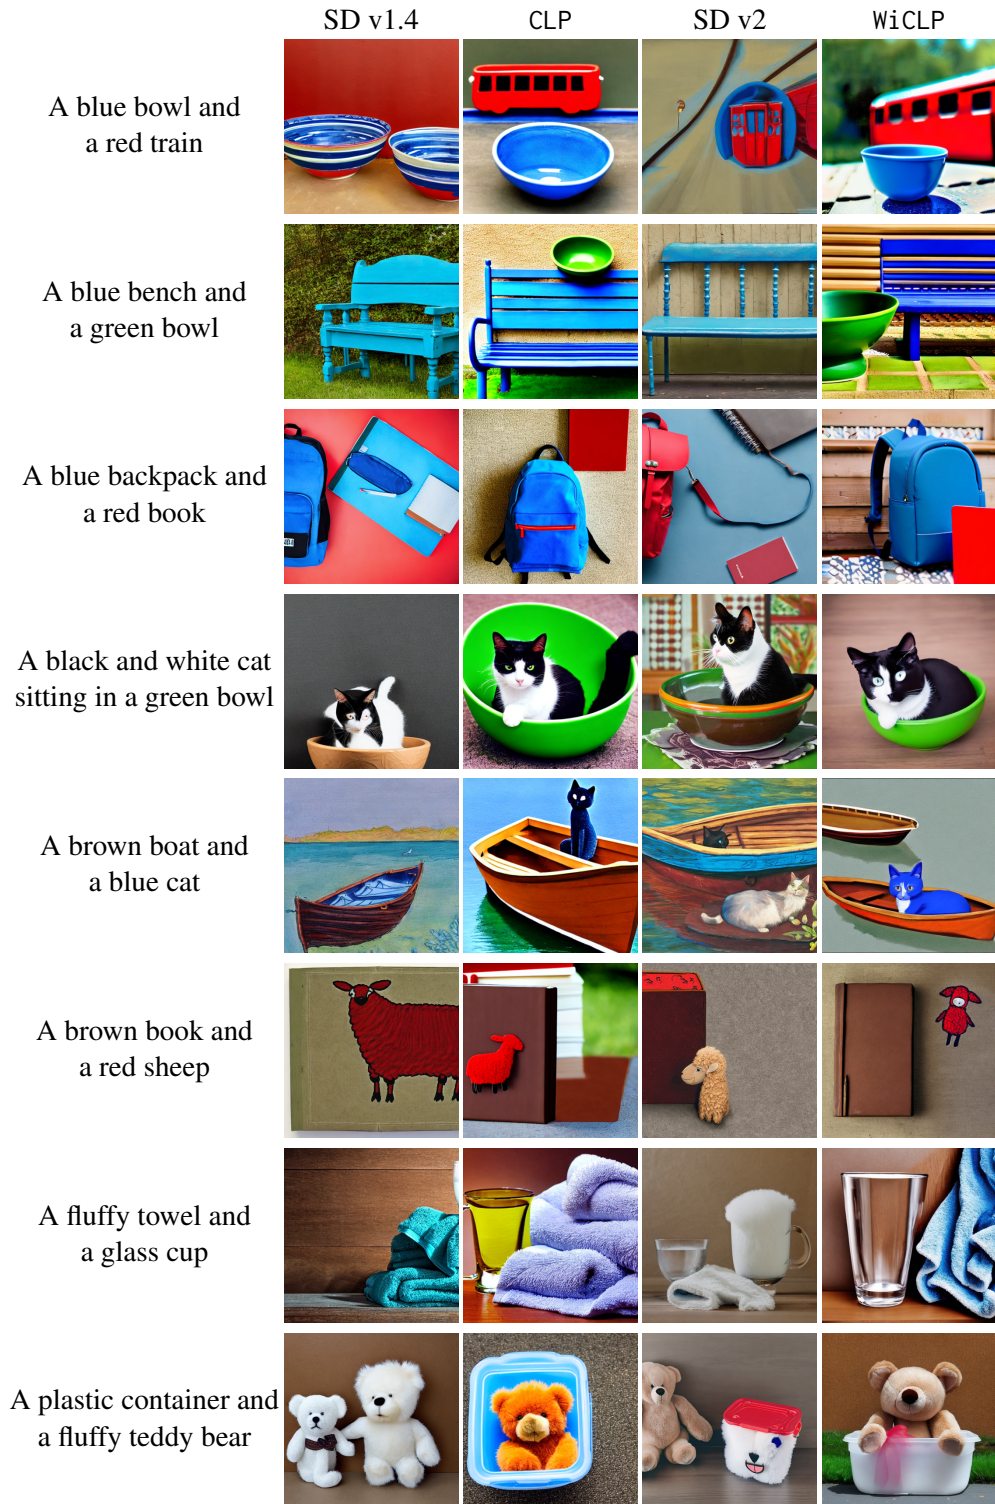 SD v1.4
CLP
SD v2
WiCLP
A blue bowl and
a red train
A blue bench and
a green bowl
A blue backpack and
a red book
A black and white cat
sitting in a green bowl
A brown boat and
a blue cat
A brown book and
a red sheep
A fluffy towel and
a glass cup
A plastic container and
a fluffy teddy bear